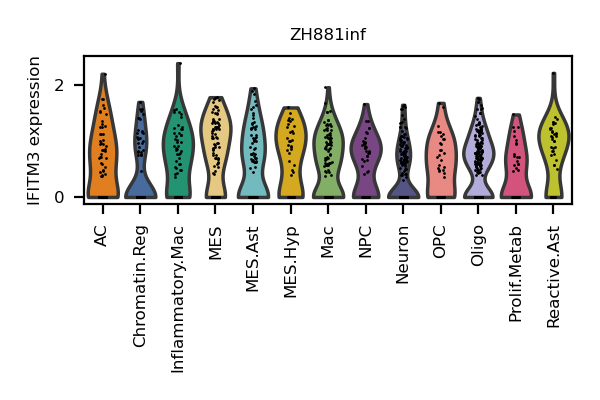 ZH881inf
IFITM3 expression
2
0
AC
Chromatin.Reg
Inflammatory.Mac
MES
MES.Ast
MES.Hyp
Mac
NPC
Neuron
OPC
Oligo
Prolif.Metab
Reactive.Ast